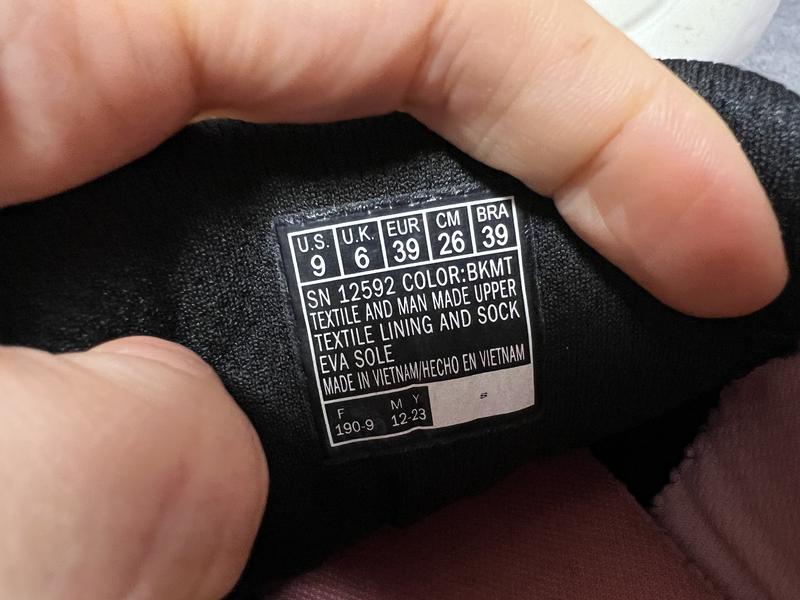 U.S. U.K. EUR CM BRA
9 6 39 26 39
SN 12592 COLOR:BKMT
TEXTILE AND MAN MADE UPPER
TEXTILE LINING AND SOCK
EVA SOLE
MADE IN VIETNAM/HECHO EN VIETNAM
F M Y
190-9 12-23